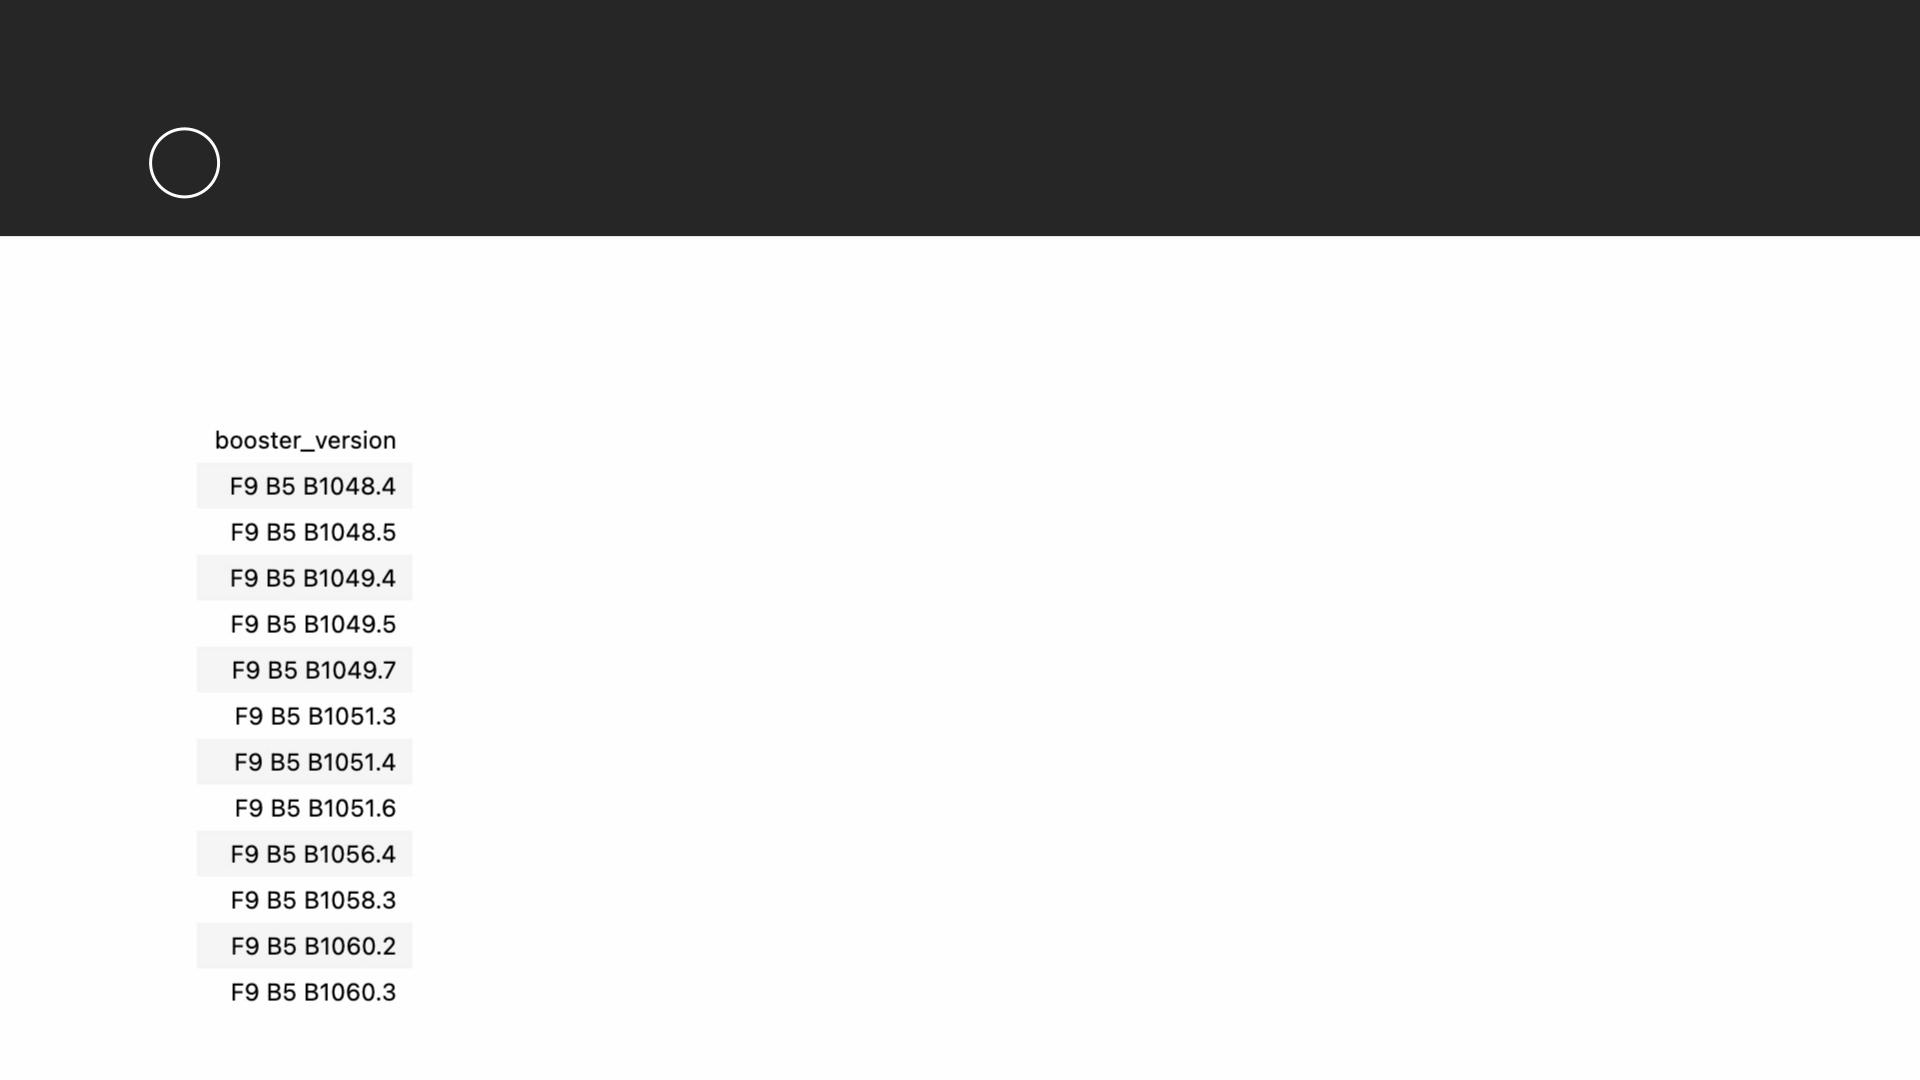 booster_version
F9 B5 B1048.4
F9 B5 B1048.5
F9 B5 B1049.4
F9 B5 B1049.5
F9 B5 B1049.7
F9 B5 B1051.3
F9 B5 B1051.4
F9 B5 B1051.6
F9 B5 B1056.4
F9 B5 B1058.3
F9 B5 B1060.2
F9 B5 B1060.3